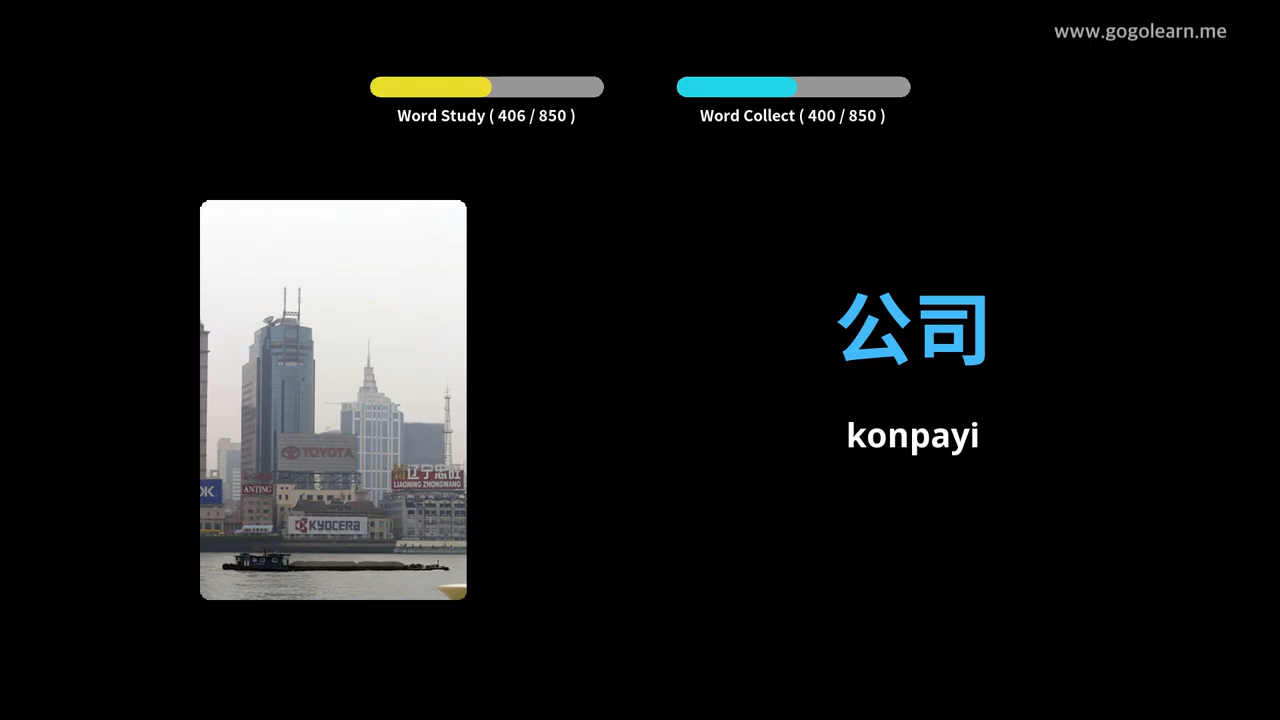 www.gogolearn.me
Word Study ( 406 / 850 )
Word Collect ( 400 / 850 )
公司
konpayi
TOYOTA
辽宁忠旺
LIAONING ZHONGWANG
OK
ANTING
KYOCERA